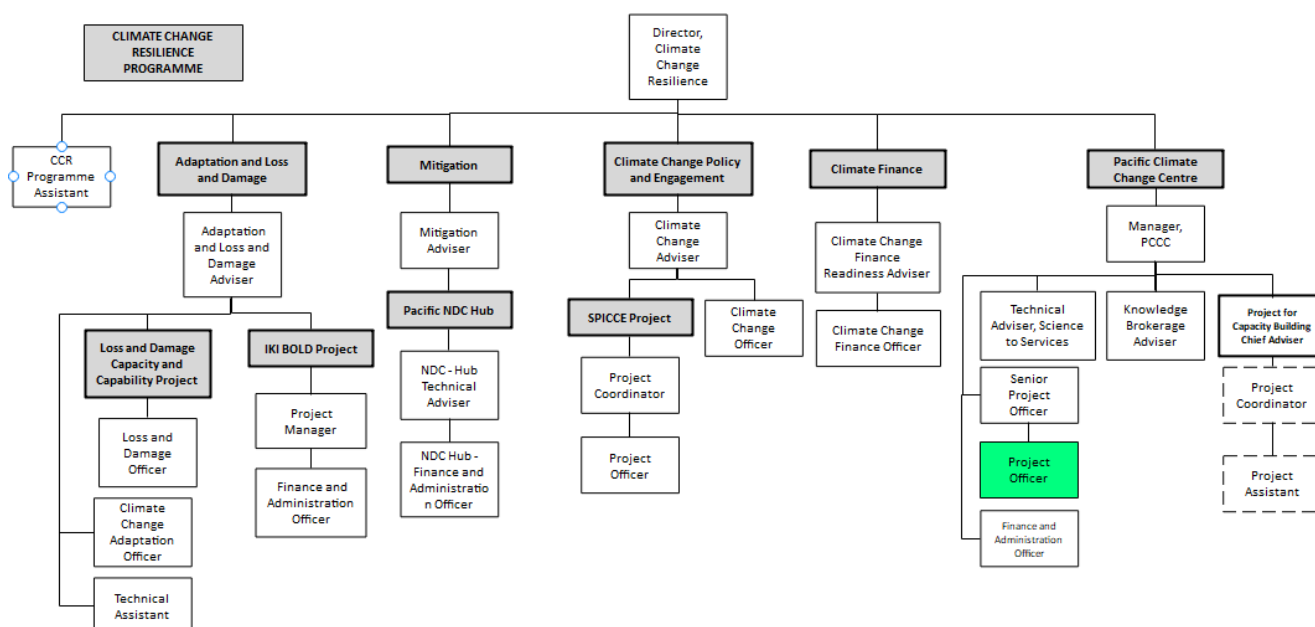 CLIMATE CHANGE
RESILIENCE
PROGRAMME
Director,
Climate
Change
Resilience
CCR
Programme
Assistant
Adaptation and Loss
and Damage
Mitigation
Climate Change Policy
and Engagement
Climate Finance
Pacific Climate
Change Centre
Adaptation
and Loss and
Damage
Adviser
Mitigation
Adviser
Climate
Change
Adviser
Climate Change
Finance
Readiness Adviser
Manager,
PCCC
Loss and Damage
Capacity and
Capability Project
IKI BOLD Project
Pacific NDC Hub
SPICCE Project
Climate
Change
Officer
Climate Change
Finance Officer
Technical
Adviser, Science
to Services
Knowledge
Brokerage
Adviser
Project for
Capacity Building
Chief Adviser
Loss and
Damage
Officer
Project
Manager
NDC - Hub
Technical
Adviser
Project
Coordinator
Senior
Project
Officer
Project
Coordinator
Climate
Change
Adaptation
Officer
Finance and
Administration
Officer
NDC Hub -
Finance and
Administratio
n Officer
Project
Officer
Project
Officer
Project
Assistant
Technical
Assistant
Finance and
Administration
Officer